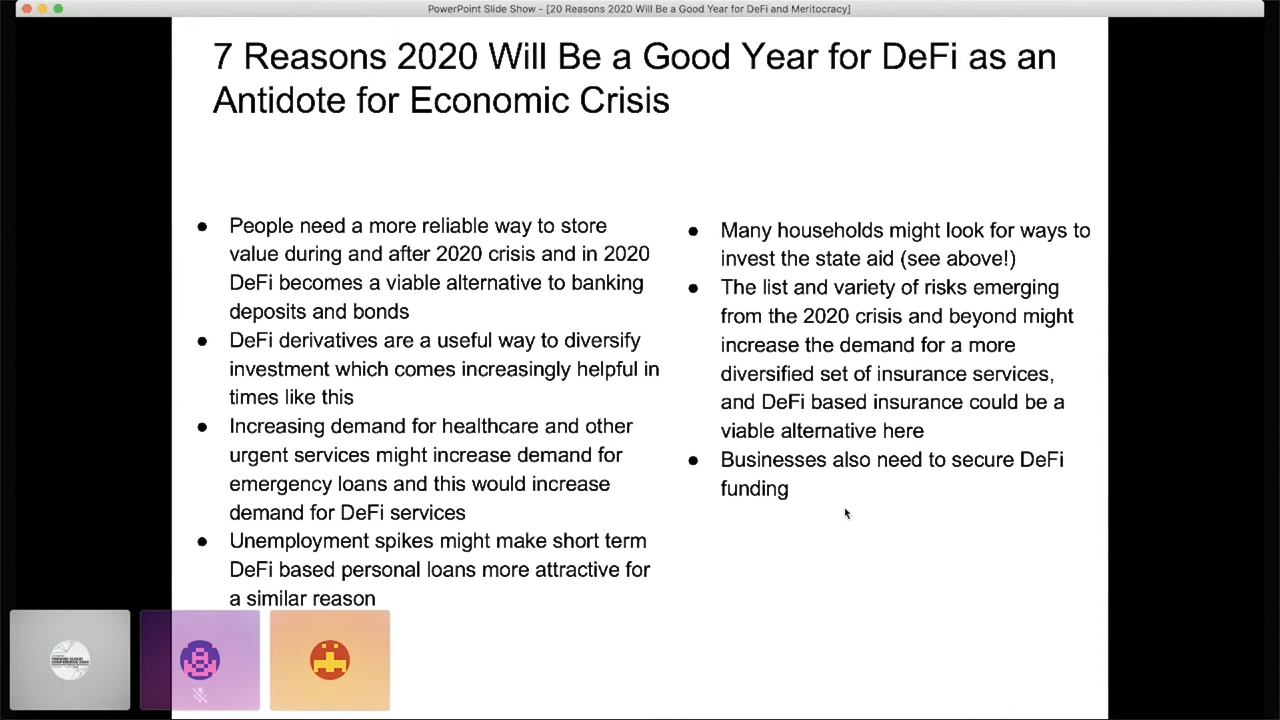 PowerPoint Slide Show - [20 Reasons 2020 Will Be a Good Year for DeFi and Meritocracy]
7 Reasons 2020 Will Be a Good Year for DeFi as an
Antidote for Economic Crisis
● People need a more reliable way to store
value during and after 2020 crisis and in 2020
DeFi becomes a viable alternative to banking
deposits and bonds
● DeFi derivatives are a useful way to diversify
investment which comes increasingly helpful in
times like this
● Increasing demand for healthcare and other
urgent services might increase demand for
emergency loans and this would increase
demand for DeFi services
● Unemployment spikes might make short term
DeFi based personal loans more attractive for
a similar reason
● Many households might look for ways to
invest the state aid (see above!)
● The list and variety of risks emerging
from the 2020 crisis and beyond might
increase the demand for a more
diversified set of insurance services,
and DeFi based insurance could be a
viable alternative here
● Businesses also need to secure DeFi
funding